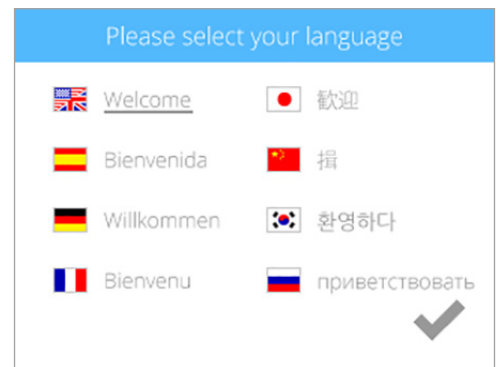 Please select your language
Welcome
歓迎
Bienvenida
揖
Willkommen
환영하다
Bienvenu
приветствовать